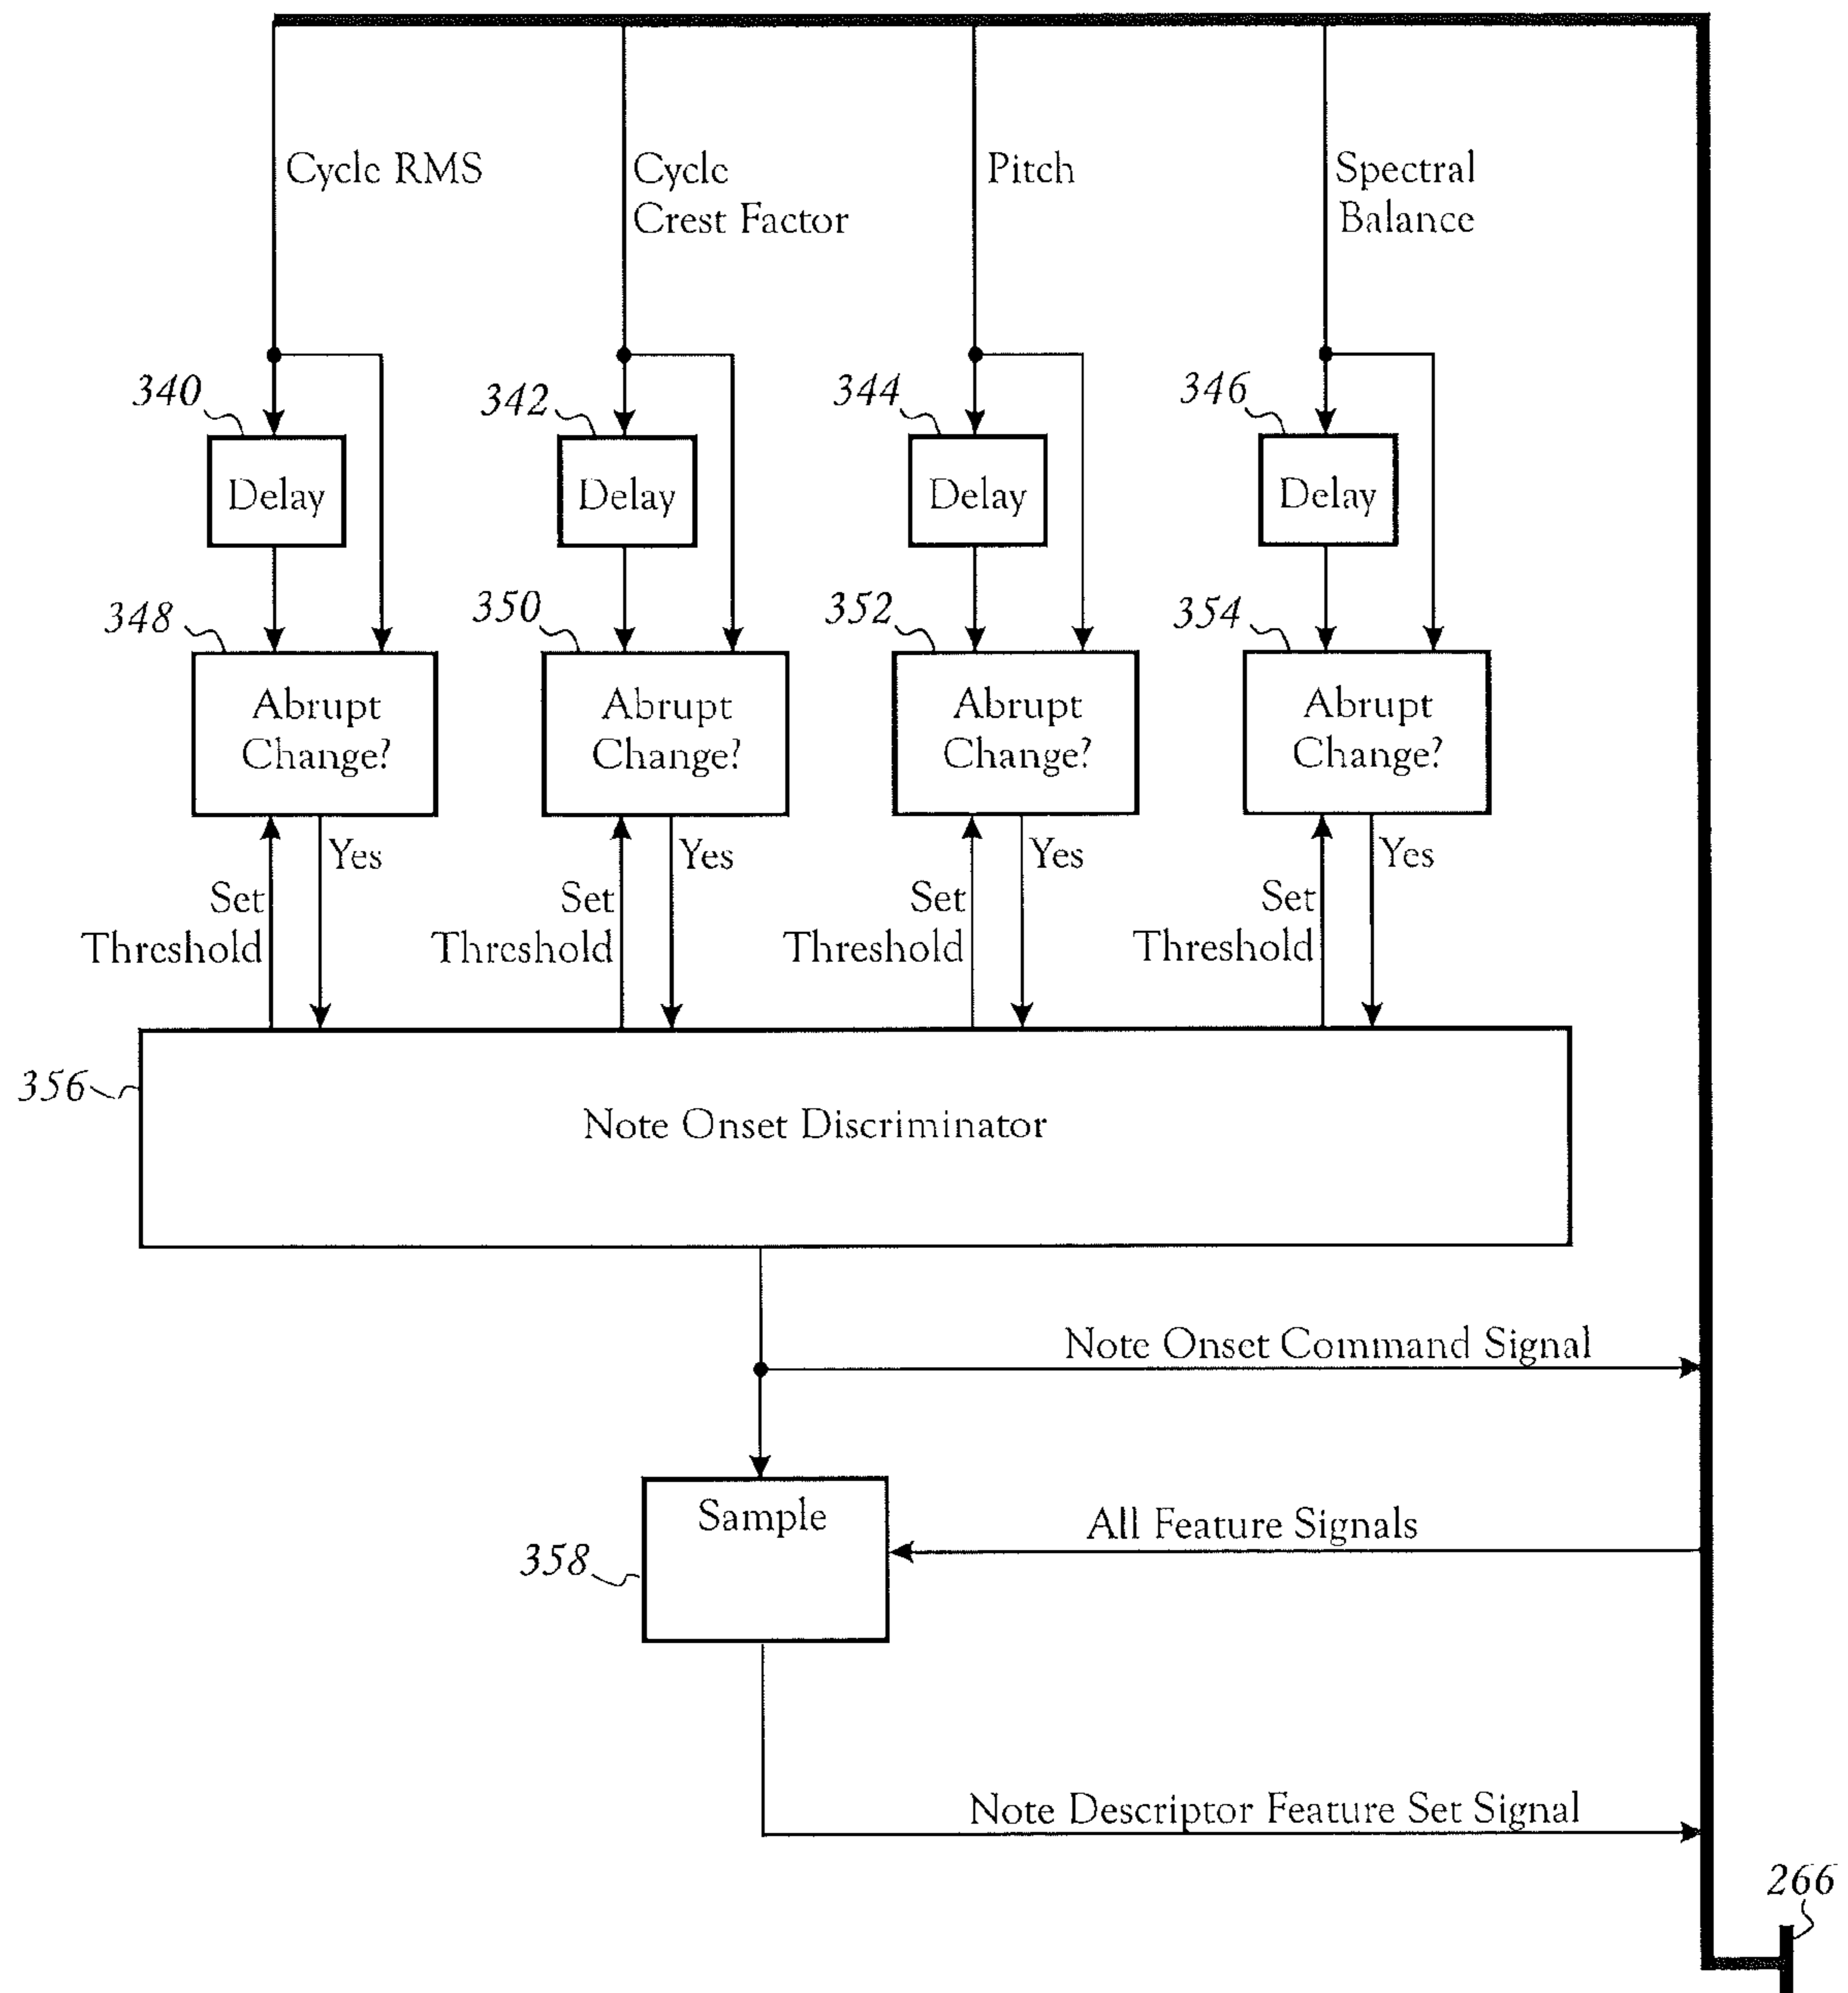 Cycle RMS
Cycle
Crest Factor
Pitch
Spectral
Balance
340
342
344
346
Delay
Delay
Delay
Delay
348
350
352
354
Abrupt
Change?
Abrupt
Change?
Abrupt
Change?
Abrupt
Change?
Yes
Yes
Yes
Yes
Set
Threshold
Set
Threshold
Set
Threshold
Set
Threshold
356
Note Onset Discriminator
Note Onset Command Signal
Sample
All Feature Signals
358
Note Descriptor Feature Set Signal
266